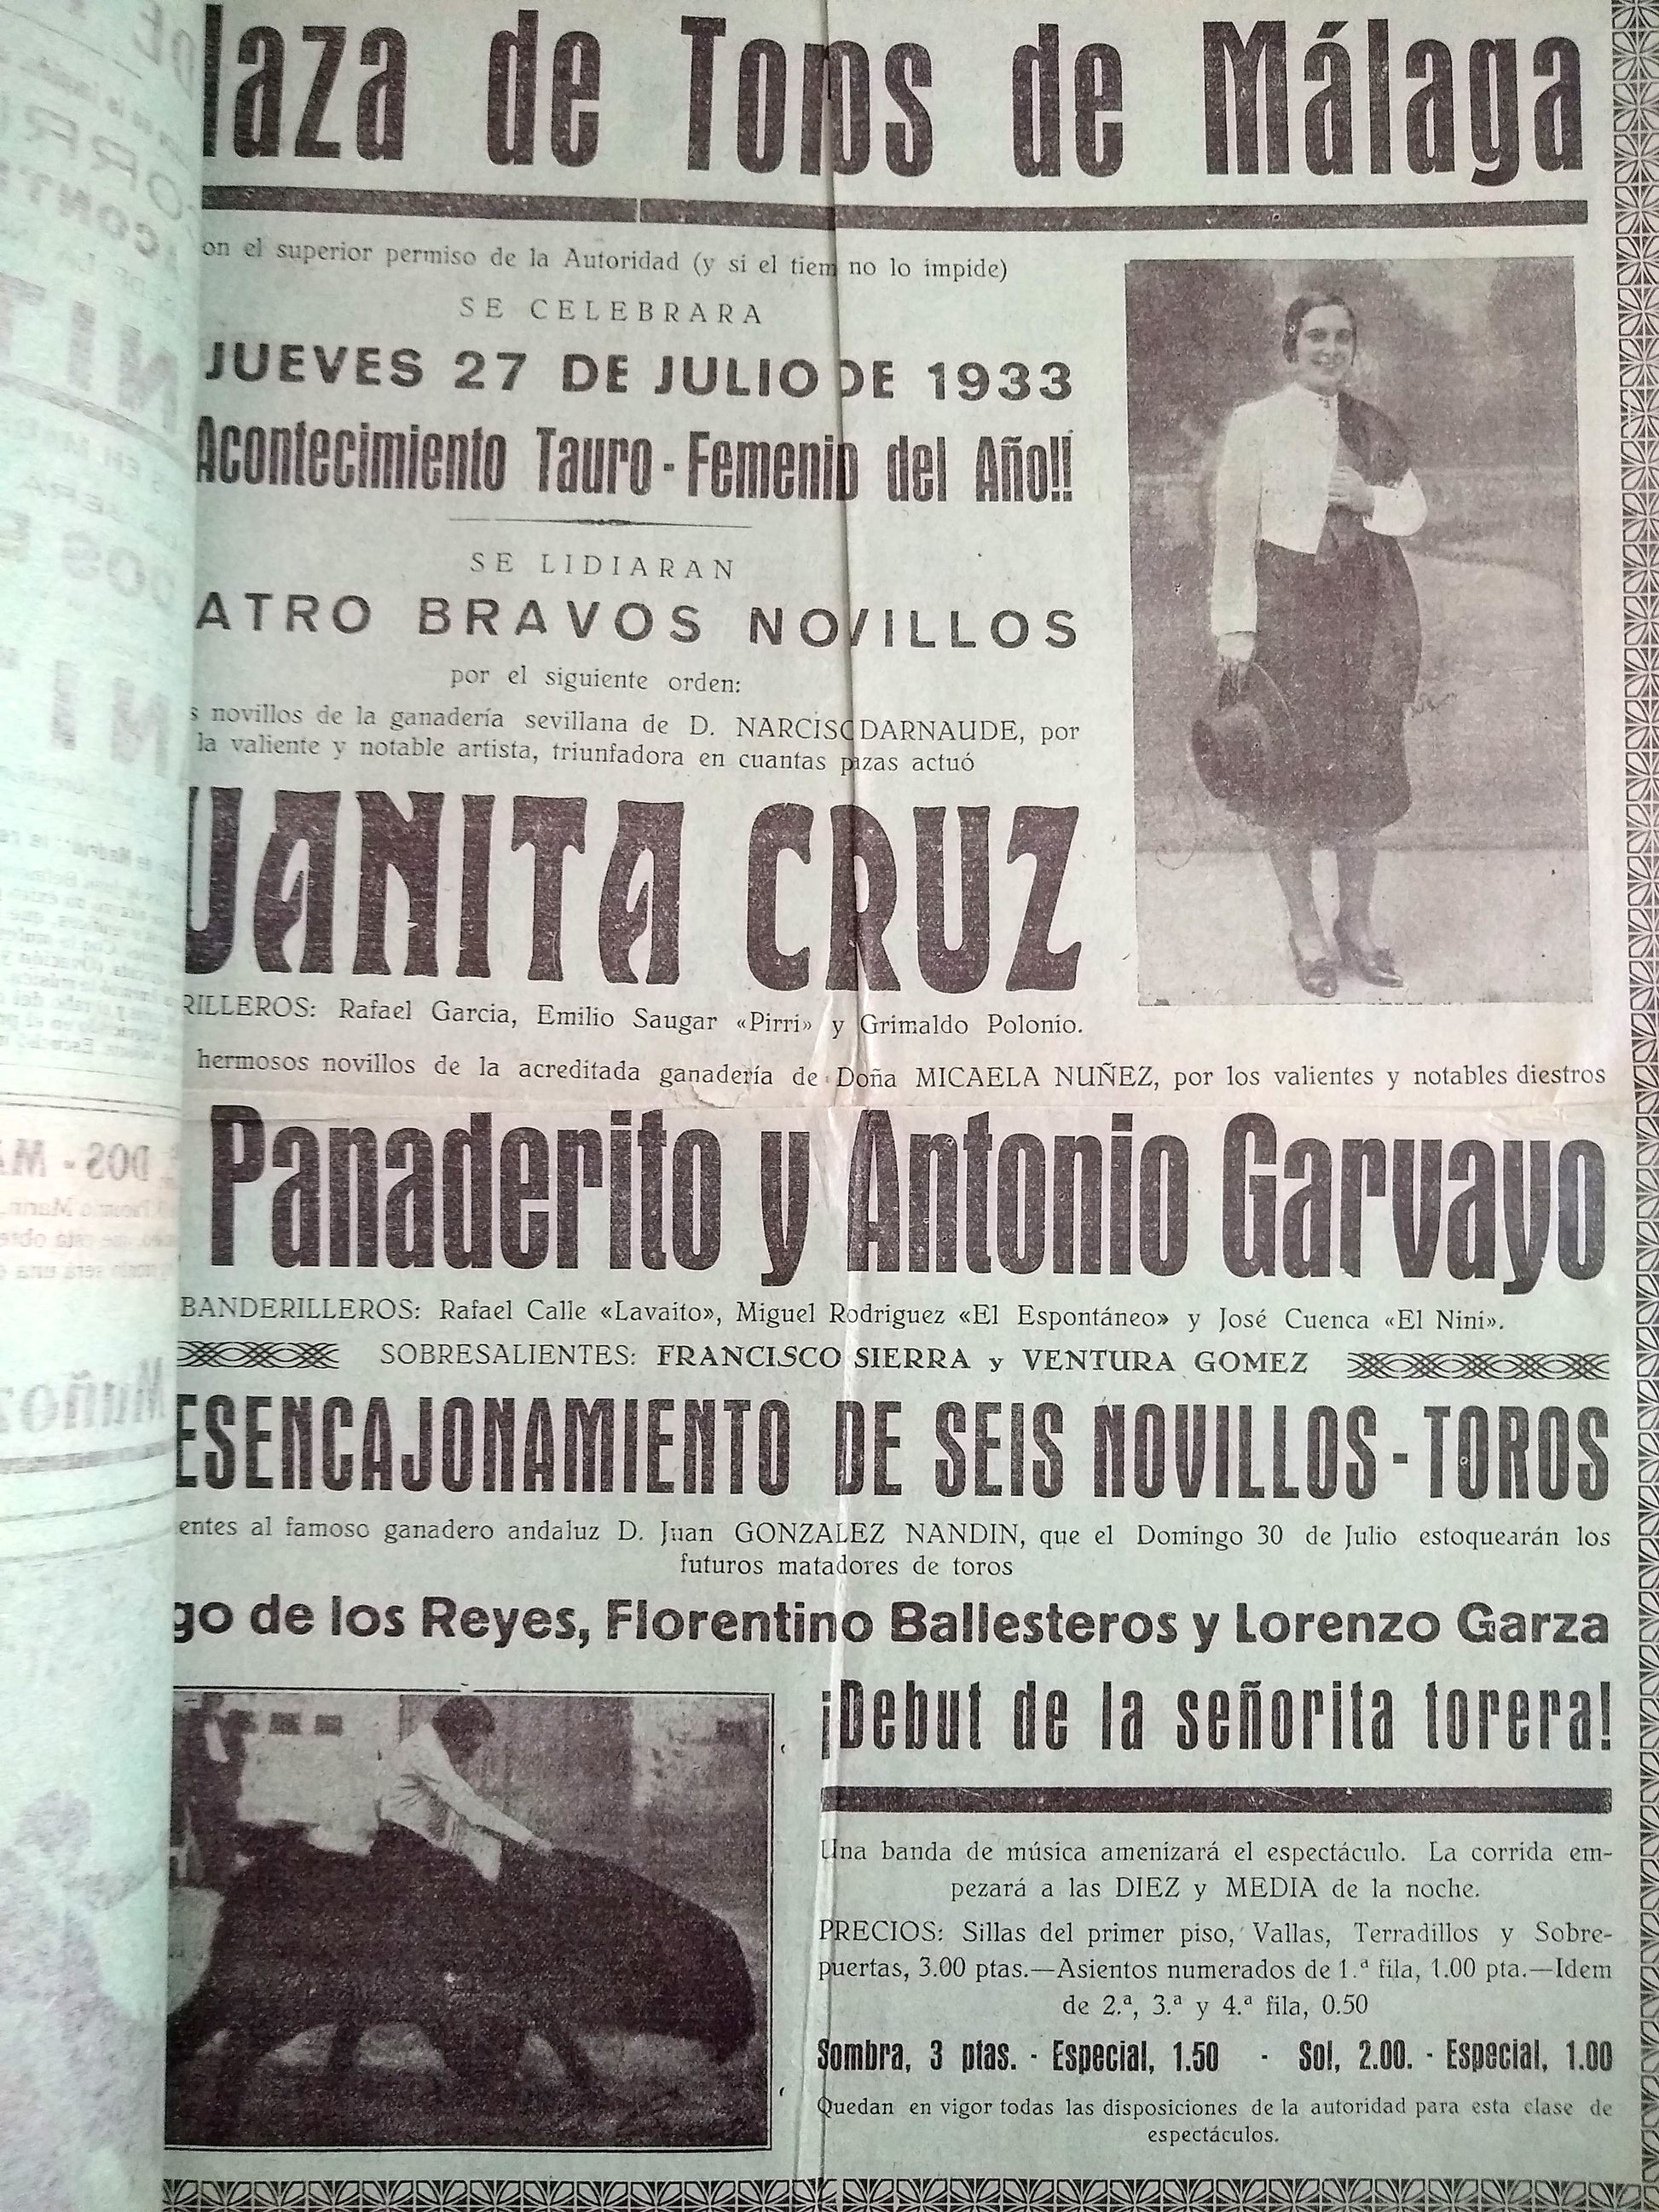 laza de Toros de Málaga
on el superior permiso de la Autoridad (y si el tiem no lo impide)
SE CELEBRARA
JUEVES 27 DE JULIO DE 1933
Acontecimiento Tauro - Femenino del Año!!
SE LIDIARAN
ATRO BRAVOS NOVILLOS
por el siguiente orden:
s novillos de la ganadería sevillana de D. NARCISO DARNAUDE, por
la valiente y notable artista, triunfadora en cuantas plazas actuó
UANITA CRUZ
RILLEROS: Rafael Garcia, Emilio Saugar «Pirri» y Grimaldo Polonio.
hermosos novillos de la acreditada ganadería de Doña MICAELA NUÑEZ, por los valientes y notables diestros
Panaderito y Antonio Garvayo
BANDERILLEROS: Rafael Calle «Lavaito», Miguel Rodriguez «El Espontáneo» y José Cuenca «El Nini».
SOBRESALIENTES: FRANCISCO SIERRA y VENTURA GOMEZ
ESENCAJONAMIENTO DE SEIS NOVILLOS - TOROS
entes al famoso ganadero andaluz D. Juan GONZALEZ NANDIN, que el Domingo 30 de Julio estoquearán los
futuros matadores de toros
go de los Reyes, Florentino Ballesteros y Lorenzo Garza
¡Debut de la señorita torera!
Una banda de música amenizará el espectáculo. La corrida em-
pezará a las DIEZ y MEDIA de la noche.
PRECIOS: Sillas del primer piso, Vallas, Terradillos y Sobre-
puertas, 3.00 ptas.—Asientos numerados de 1.ª fila, 1.00 pta.—Idem
de 2.ª, 3.ª y 4.ª fila, 0.50
Sombra, 3 ptas. - Especial, 1.50 - Sol, 2.00. - Especial, 1.00
Quedan en vigor todas las disposiciones de la autoridad para esta clase de
espectáculos.